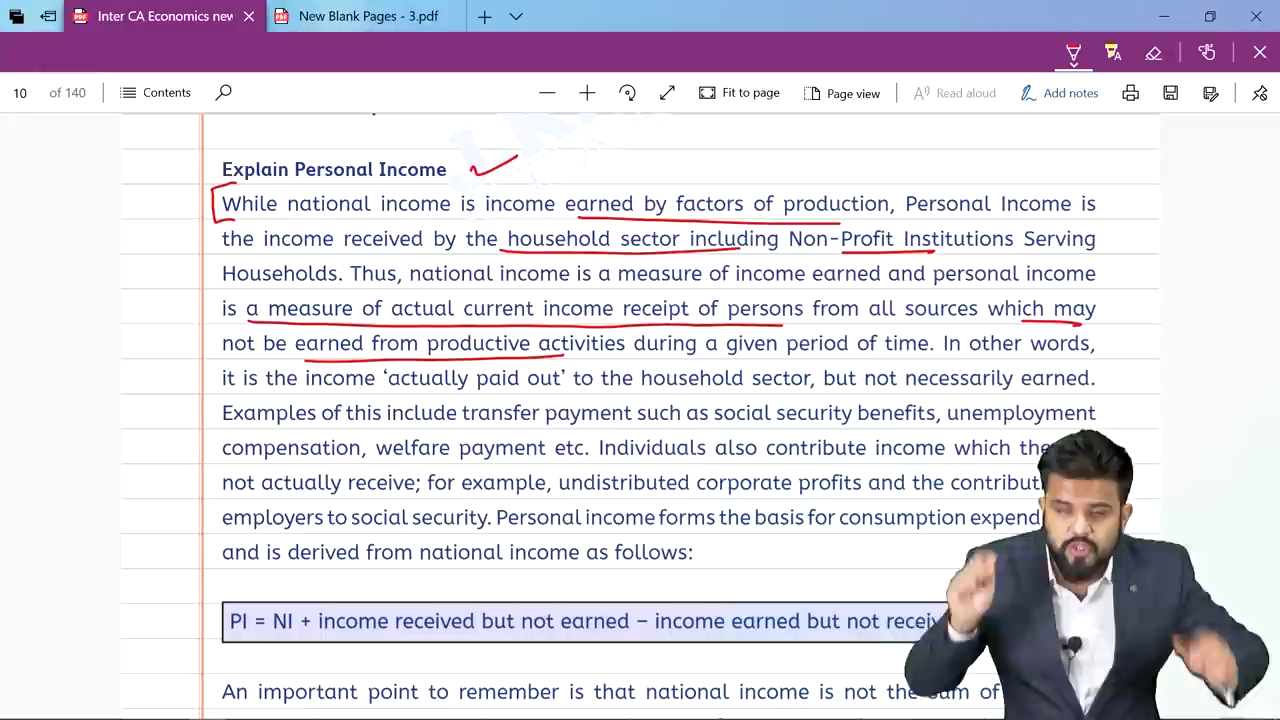 Inter CA Economics new
New Blank Pages - 3.pdf
10 of 140
Contents
Fit to page
Page view
Read aloud
Add notes
Explain Personal Income
While national income is income earned by factors of production, Personal Income is
the income received by the household sector including Non-Profit Institutions Serving
Households. Thus, national income is a measure of income earned and personal income
is a measure of actual current income receipt of persons from all sources which may
not be earned from productive activities during a given period of time. In other words,
it is the income ‘actually paid out’ to the household sector, but not necessarily earned.
Examples of this include transfer payment such as social security benefits, unemployment
compensation, welfare payment etc. Individuals also contribute income which
not actually receive; for example, undistributed corporate profits and the
employers to social security. Personal income forms the basis for consumption
and is derived from national income as follows:
PI = NI + income received but not earned – income earned but not
An important point to remember is that national income is not the sum of